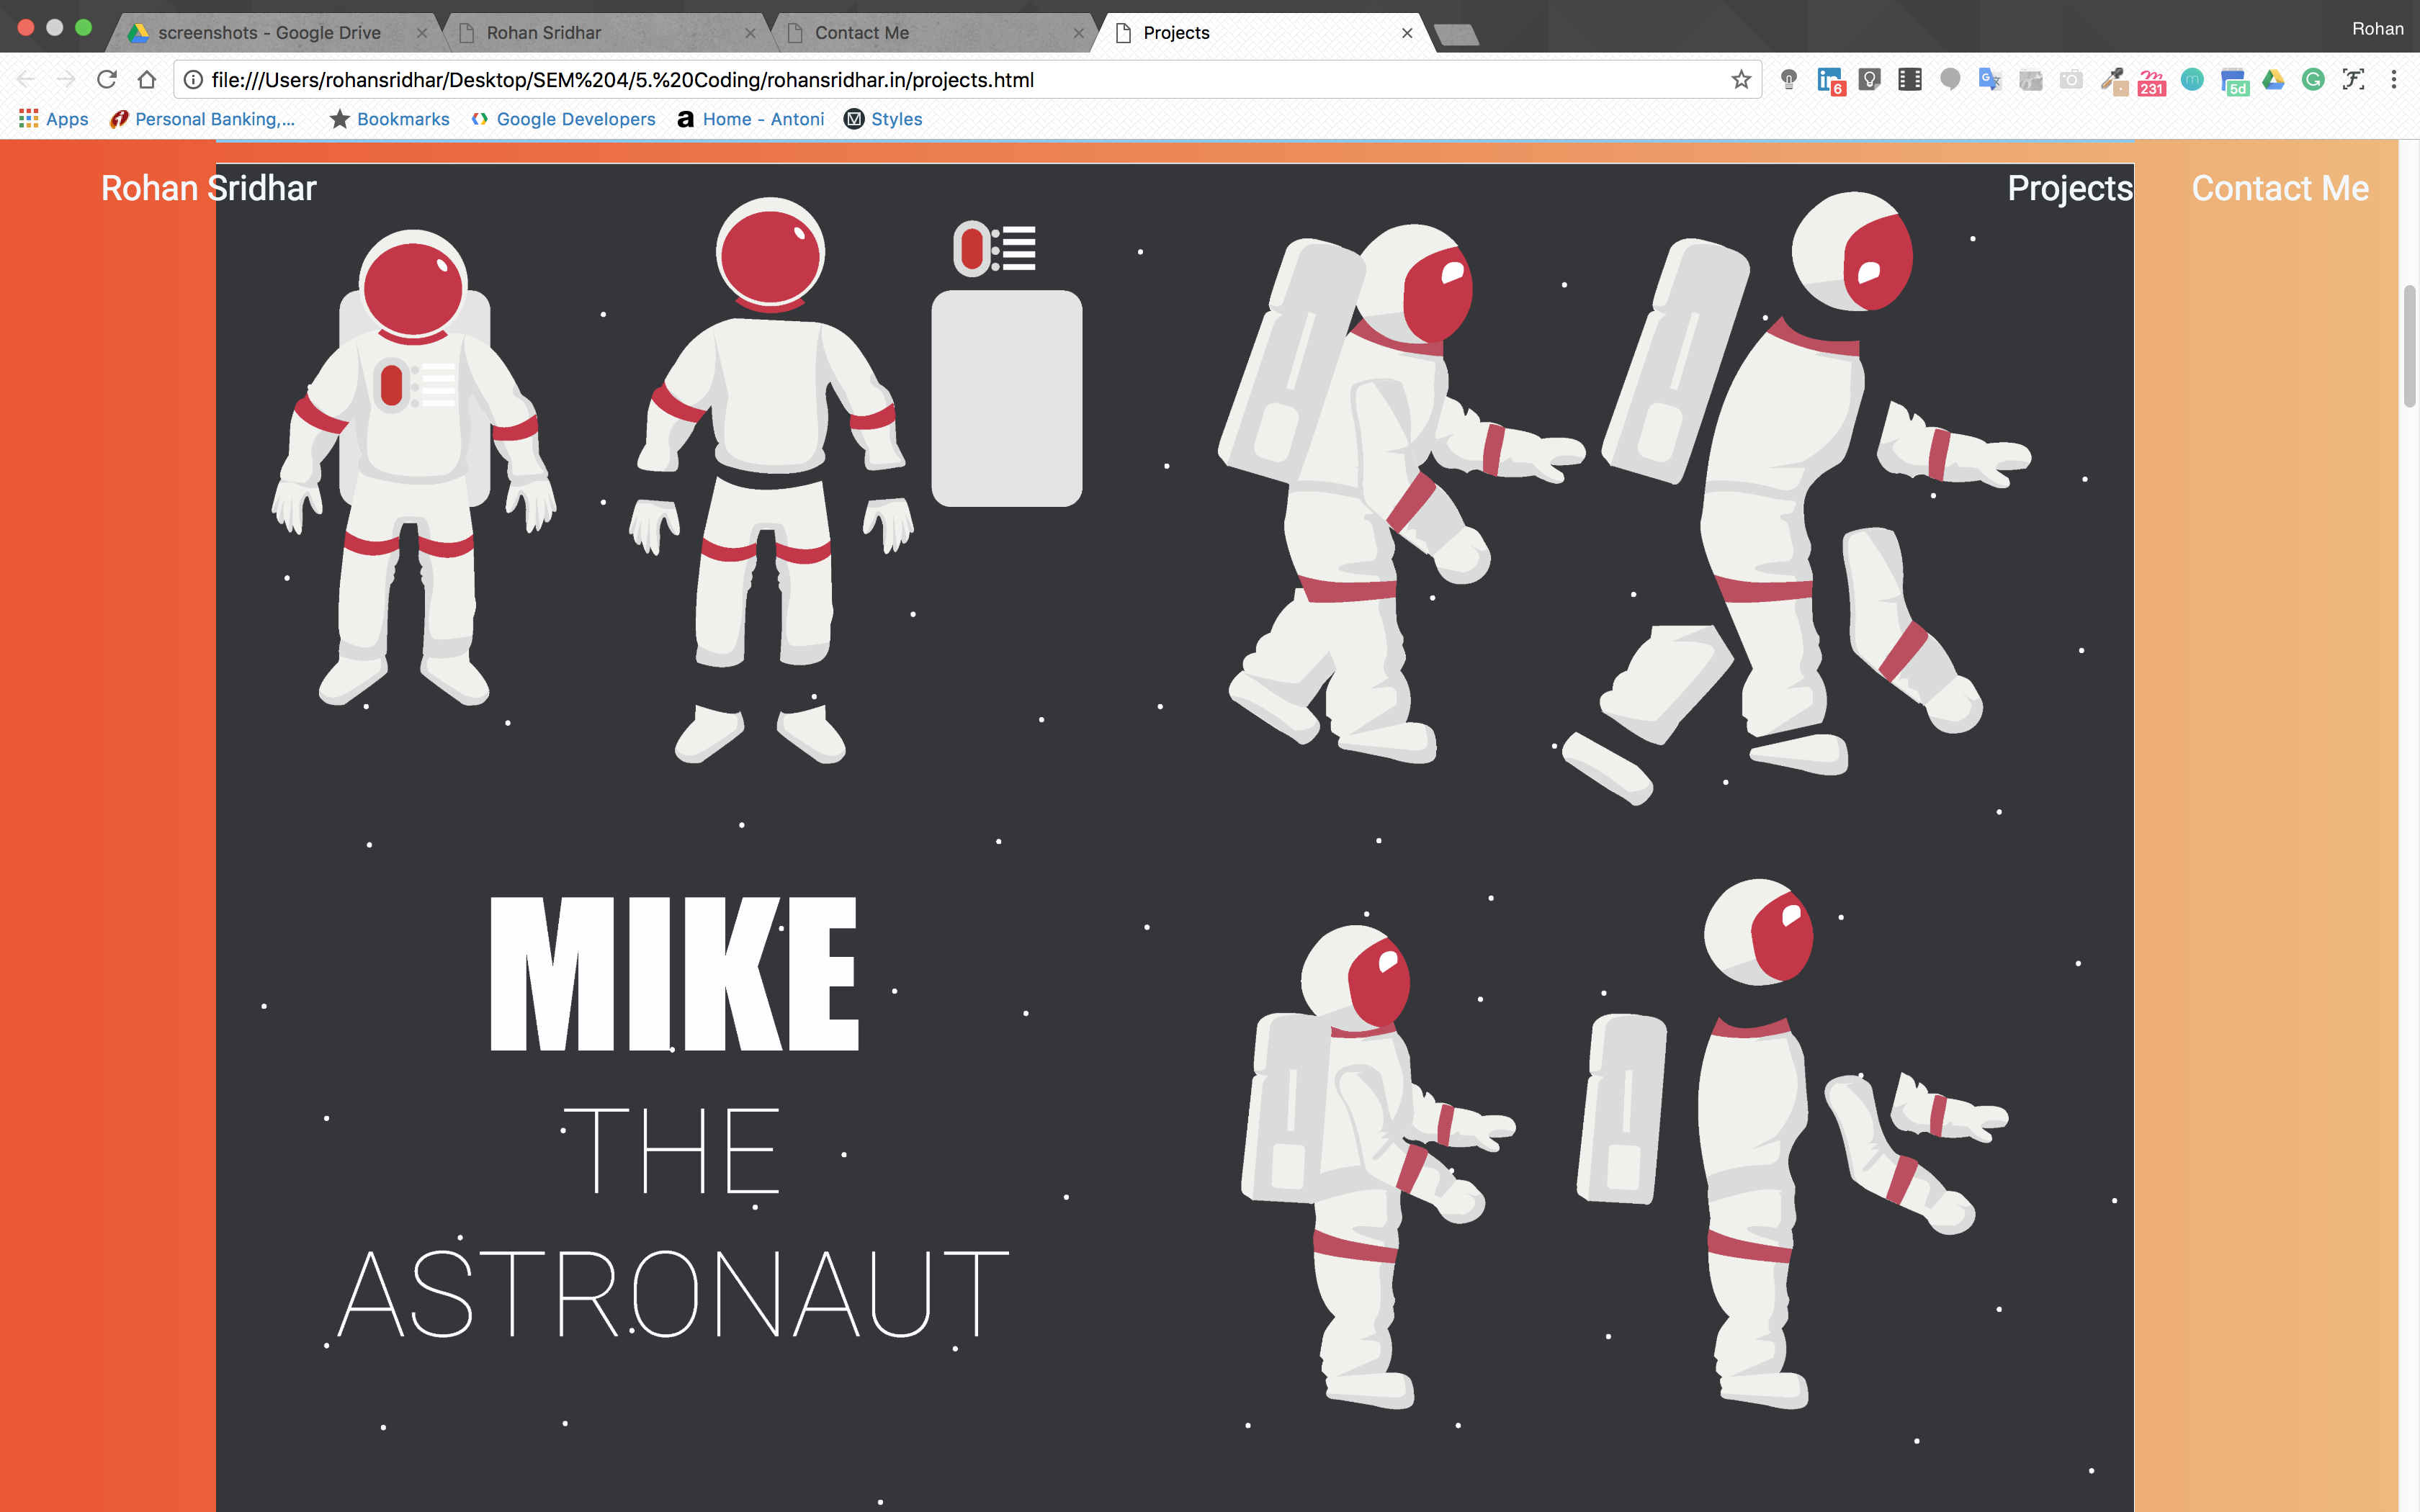 screenshots - Google Drive
Rohan Sridhar
Contact Me
Projects
Rohan
file:///Users/rohansridhar/Desktop/SEM%204/5.%20Coding/rohansridhar.in/projects.html
6
231
5d
Apps
Personal Banking,...
Bookmarks
Google Developers
a Home - Antoni
Styles
Rohan Sridhar
Projects
Contact Me
MIKE
THE
ASTRONAUT